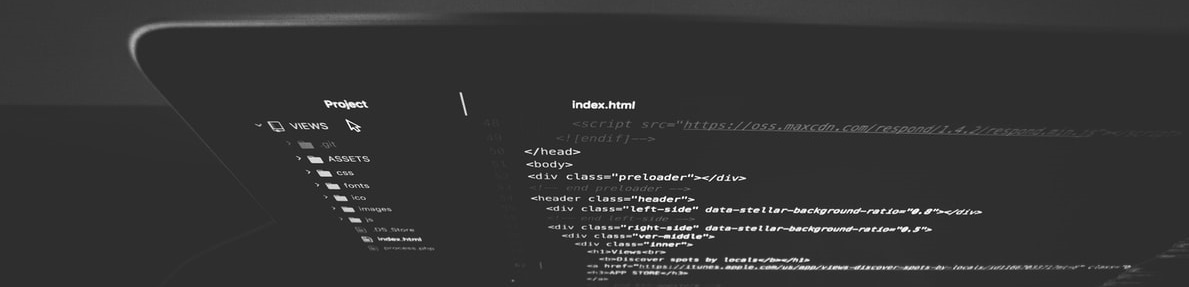 Project
VIEWS
.git
ASSETS
css
fonts
ico
images
js
.DS_Store
index.html
process.php
index.html
48 <script src="https://oss.maxcdn.com/respond/1.4.2/respond.min.js"></script>
49 <![endif]-->
50 </head>
<body>
<div class="preloader"></div>
<!-- end preloader -->
<header class="header">
<div class="left-side" data-stellar-background-ratio="0.8"></div>
<!-- end left-side -->
<div class="right-side" data-stellar-background-ratio="0.5">
<div class="ver-middle">
<div class="inner">
<h1>Views<br>
<b>Discover spots by locals</b></h1>
<a href="https://itunes.apple.com/us/app/views-discover-spots-by-locals/
<h3>APP STORE</h3>
</a>